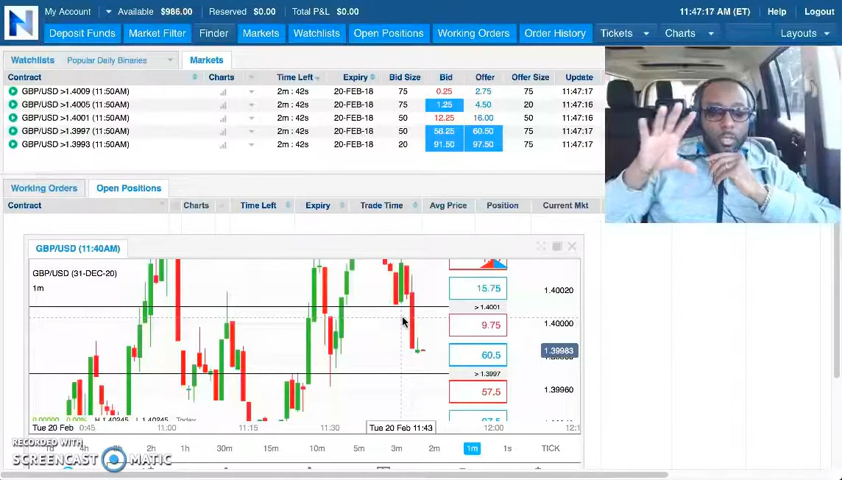 N My Account Available $986.00 Reserved $0.00 Total P&L $0.00 11:47:17 AM (ET) Help Logout
Deposit Funds Market Filter Finder Markets Watchlists Open Positions Working Orders Order History Tickets Charts Layouts
Watchlists Popular Daily Binaries Markets
Contract Charts Time Left Expiry Bid Size Bid Offer Offer Size Update
GBP/USD >1.4009 (11:50AM) 2m : 42s 20-FEB-18 75 0.25 2.75 75 11:47:17
GBP/USD >1.4005 (11:50AM) 2m : 42s 20-FEB-18 75 1.25 4.50 20 11:47:16
GBP/USD >1.4001 (11:50AM) 2m : 42s 20-FEB-18 50 12.25 16.00 75 11:47:16
GBP/USD >1.3997 (11:50AM) 2m : 42s 20-FEB-18 50 58.25 60.50 75 11:47:17
GBP/USD >1.3993 (11:50AM) 2m : 42s 20-FEB-18 20 91.50 97.50 75 11:47:17
Working Orders Open Positions
Contract Charts Time Left Expiry Trade Time Avg Price Position Current Mkt
GBP/USD (11:40AM)
GBP/USD (31-DEC-20)
1m
15.75 1.40020
> 1.4001
9.75 1.40000
60.5 1.39983
> 1.3997
57.5 1.39960
Today
Tue 20 Feb 0:45 11:00 11:15 11:30 Tue 20 Feb 11:43 12:00
1d 4h 2h 1h 30m 15m 10m 5m 3m 2m 1m 1s TICK
RECORDED WITH
SCREENCAST MATIC